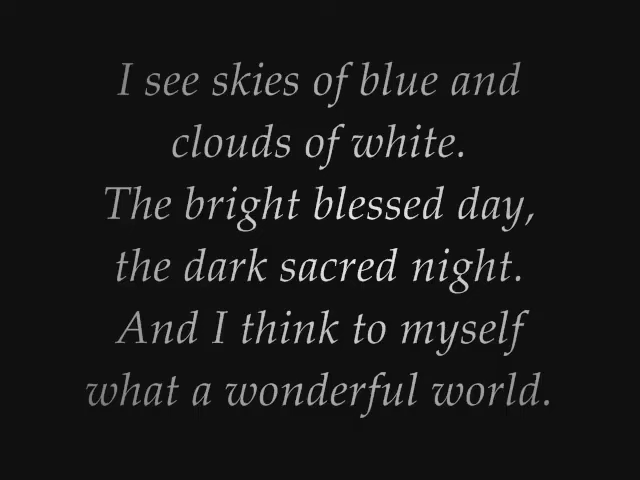 I see skies of blue and
clouds of white.
The bright blessed day,
the dark sacred night.
And I think to myself
what a wonderful world.